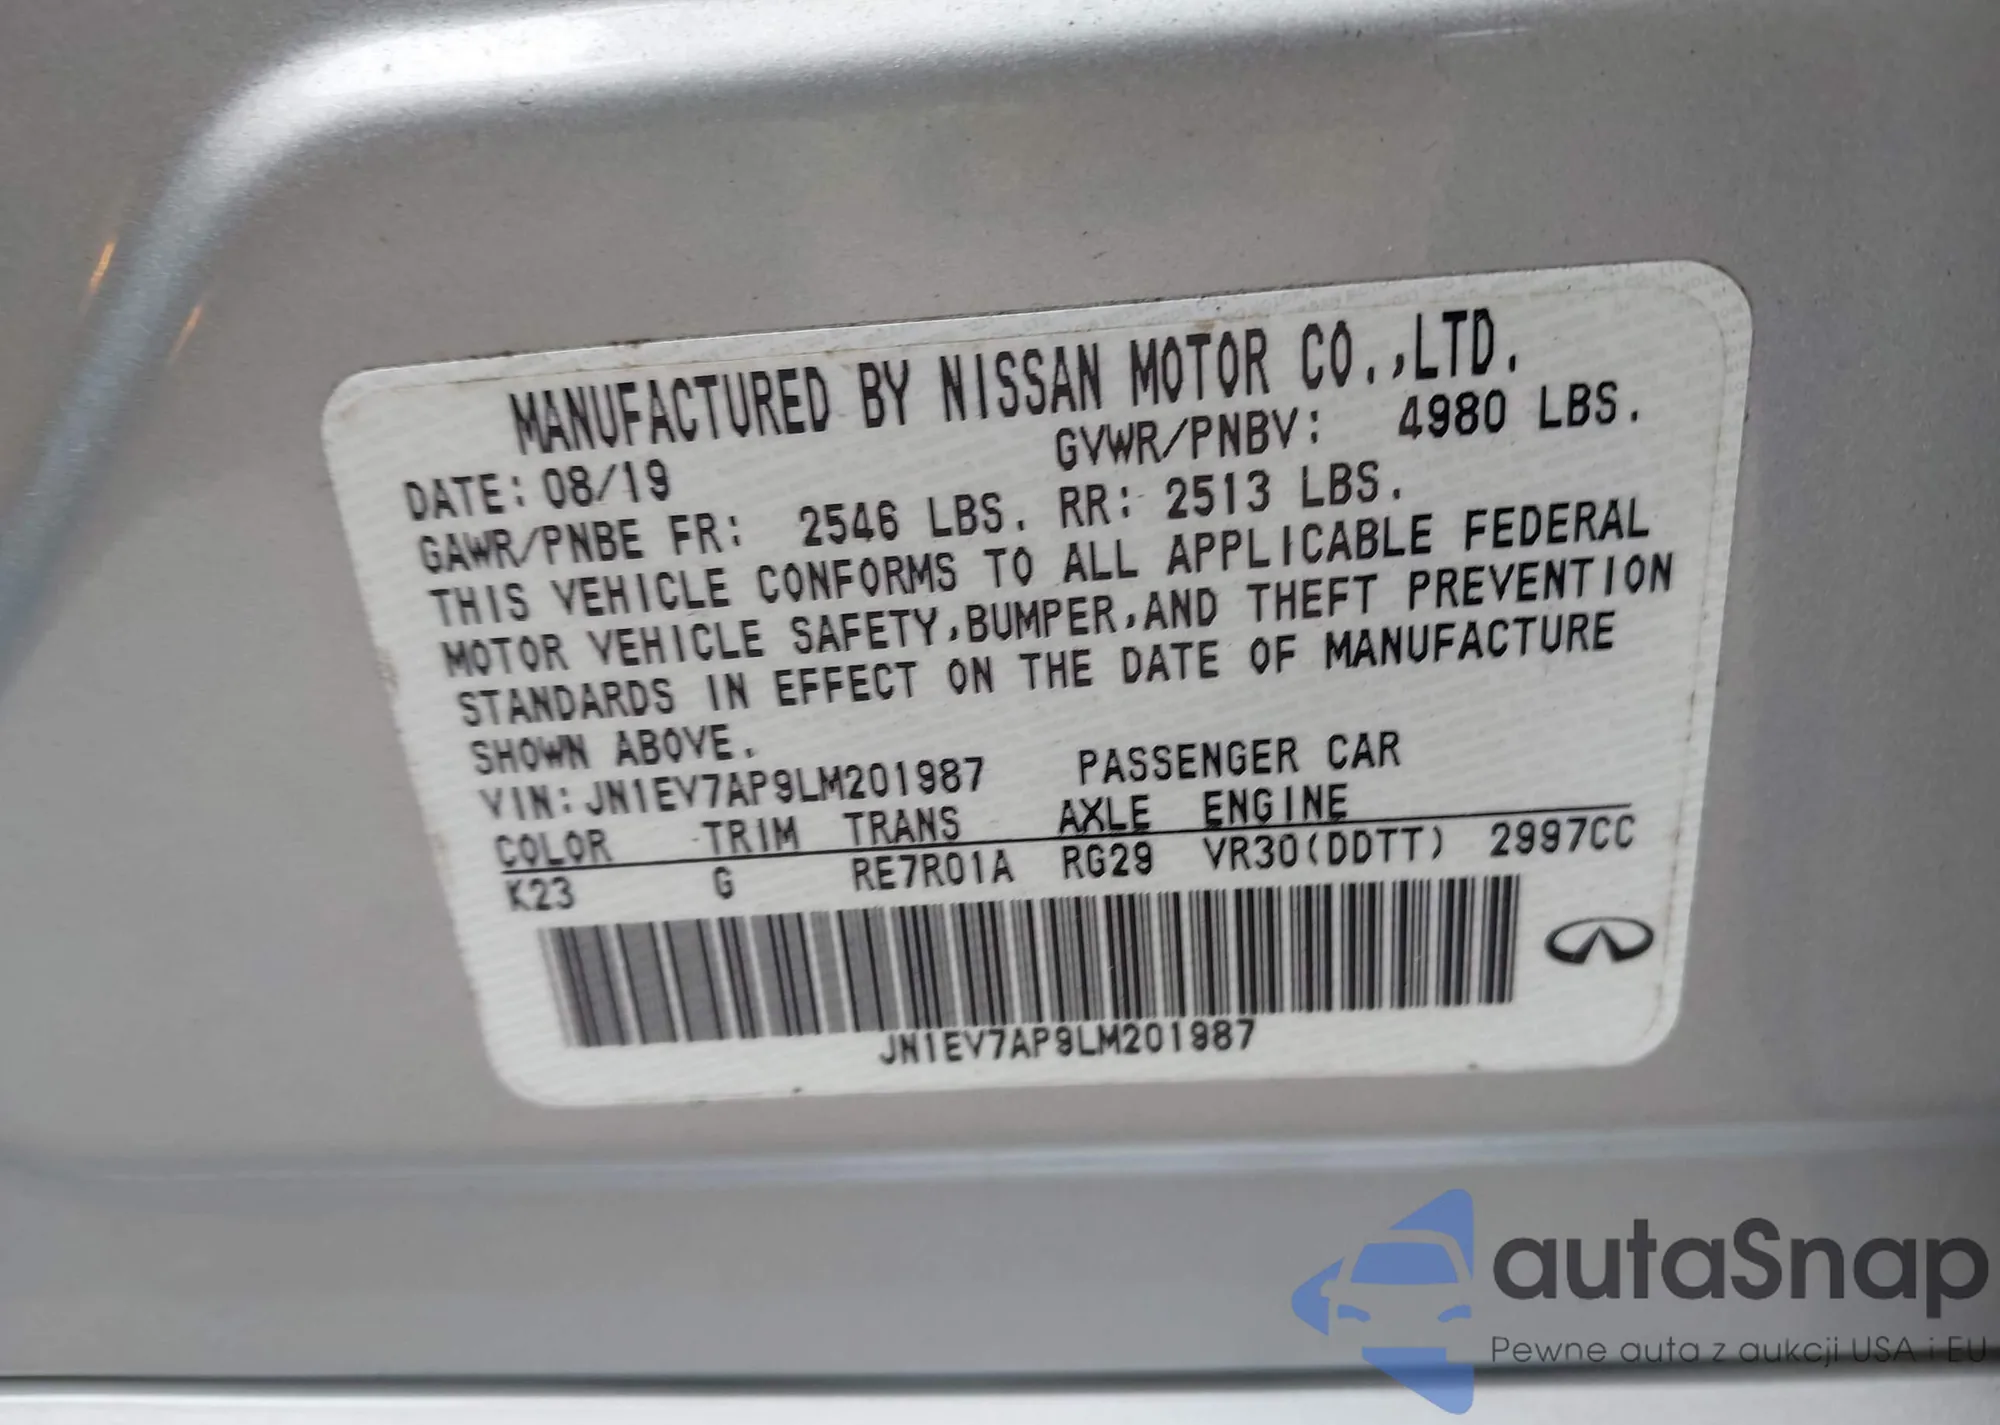 MANUFACTURED BY NISSAN MOTOR CO.,LTD.
DATE: 08/19 GVWR/PNBV: 4980 LBS.
GAWR/PNBE FR: 2546 LBS. RR: 2513 LBS.
THIS VEHICLE CONFORMS TO ALL APPLICABLE FEDERAL
MOTOR VEHICLE SAFETY,BUMPER,AND THEFT PREVENTION
STANDARDS IN EFFECT ON THE DATE OF MANUFACTURE
SHOWN ABOVE.
VIN:JN1EV7AP9LM201987 PASSENGER CAR
COLOR TRIM TRANS AXLE ENGINE
K23 G RE7R01A RG29 VR30(DDTT) 2997CC
JN1EV7AP9LM201987
autaSnap
Pewne auta z aukcji USA i EU